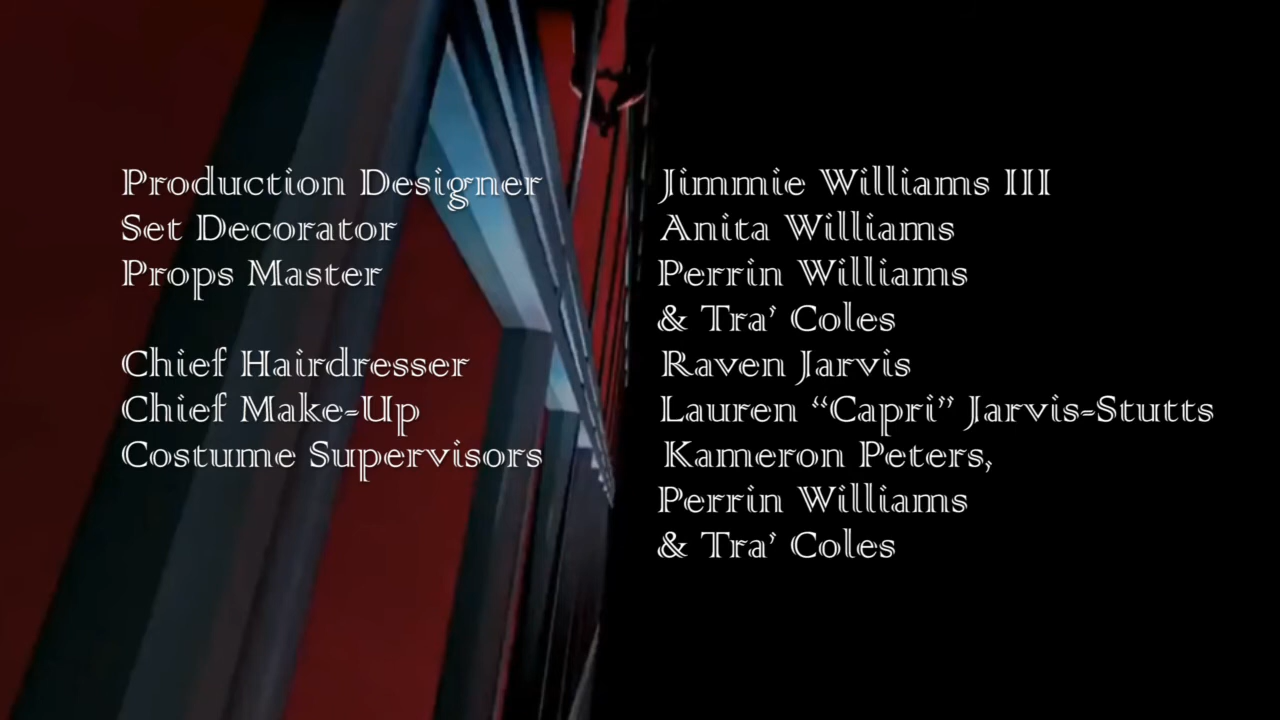 Production Designer Jimmie Williams III
Set Decorator Anita Williams
Props Master Perrin Williams
& Tra’ Coles
Chief Hairdresser Raven Jarvis
Chief Make-Up Lauren “Capri” Jarvis-Stutts
Costume Supervisors Kameron Peters,
Perrin Williams
& Tra’ Coles